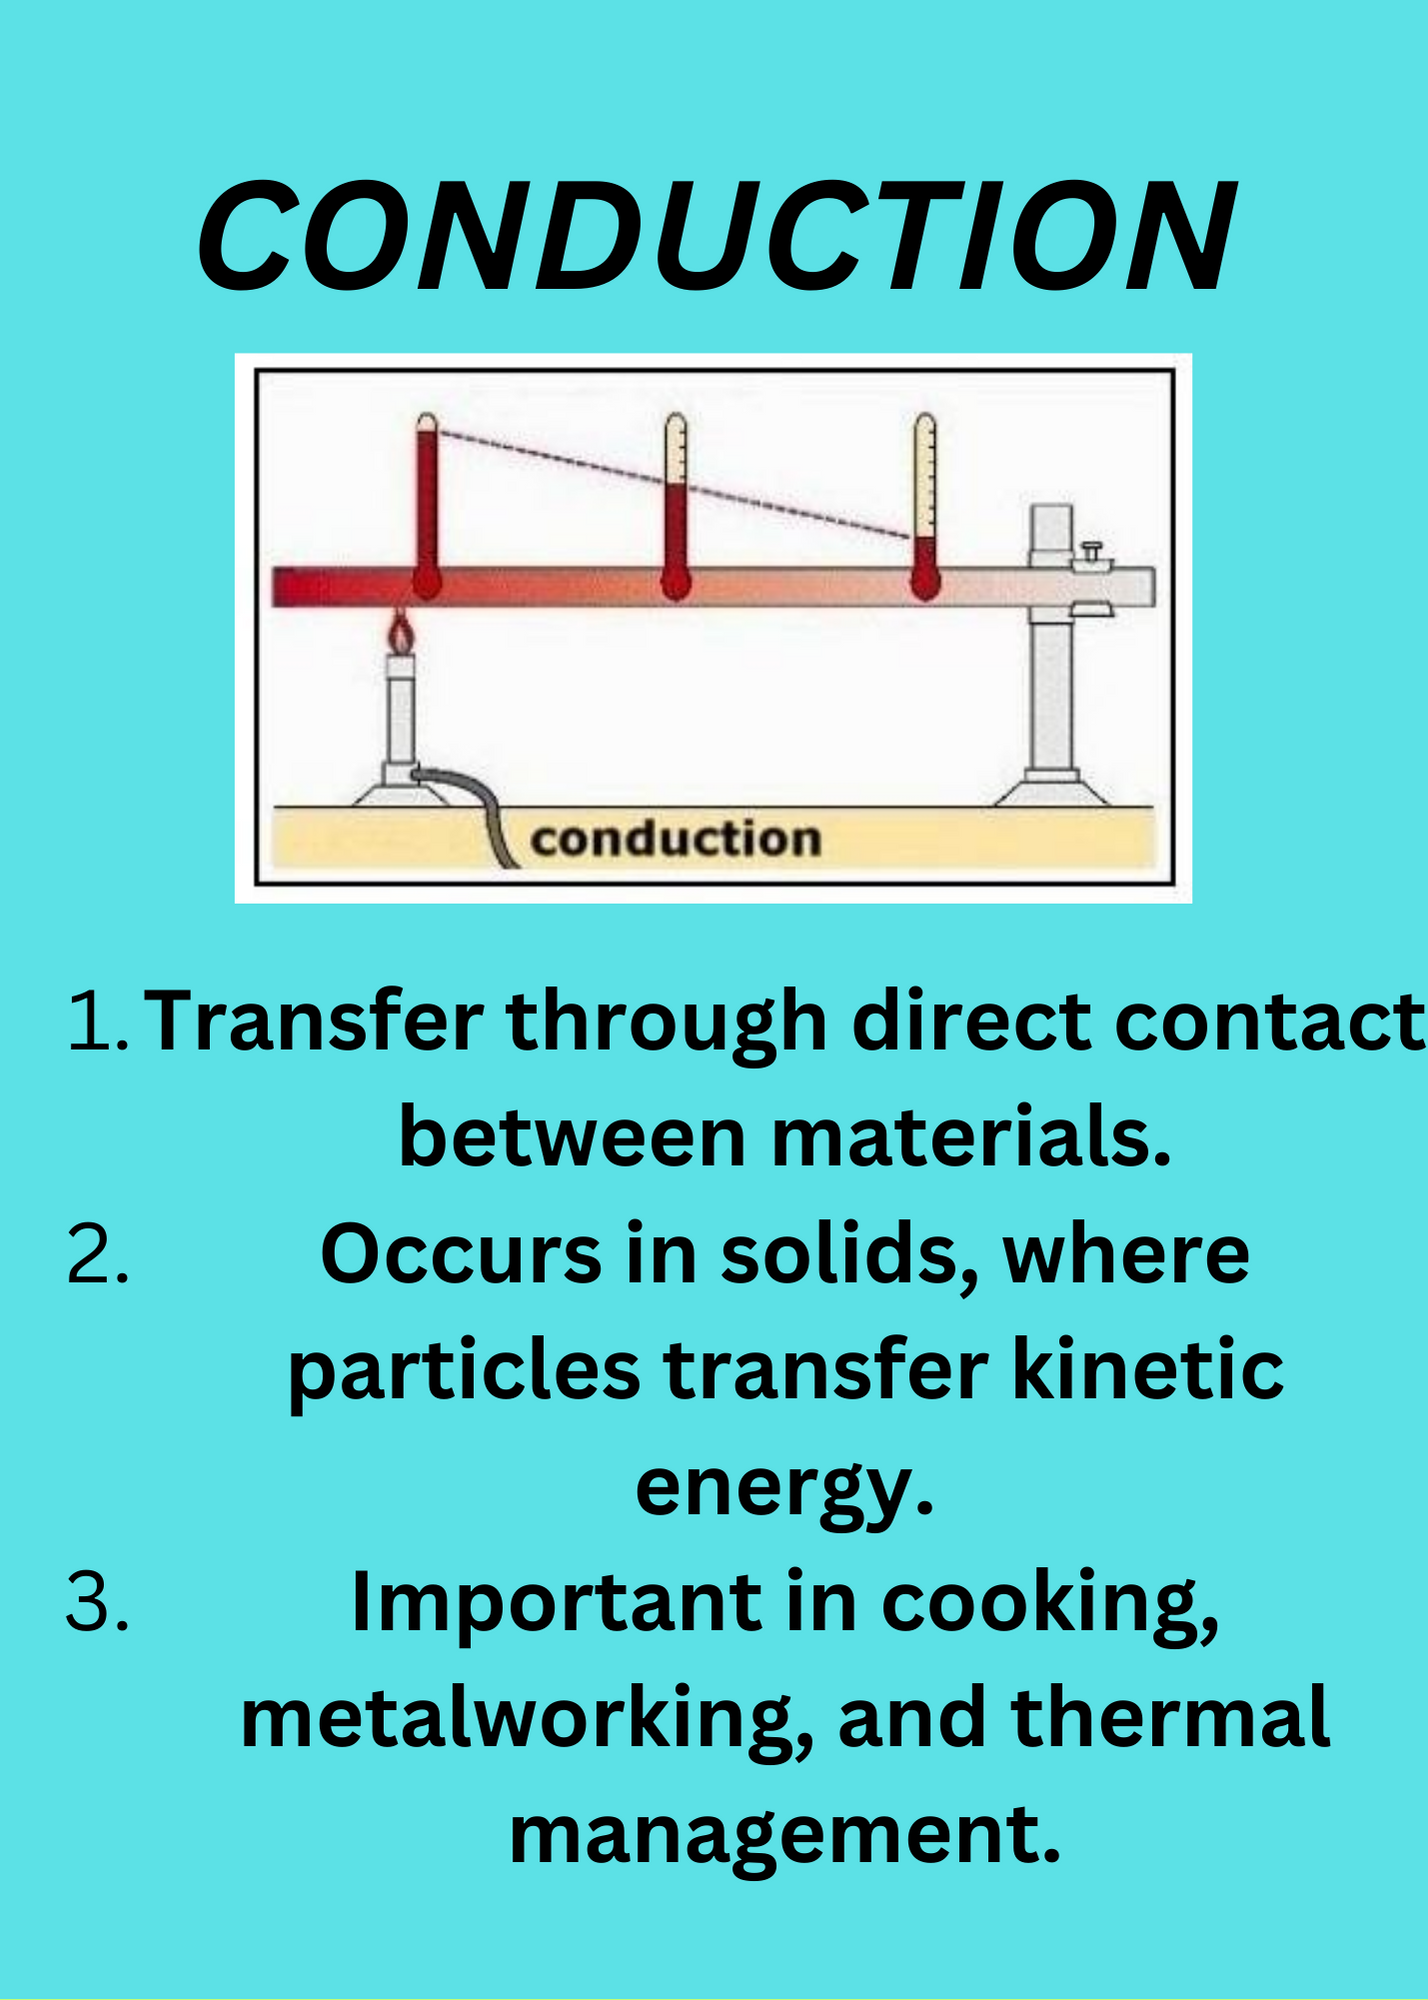 CONDUCTION
conduction
1. Transfer through direct contact
between materials.
2. Occurs in solids, where
particles transfer kinetic
energy.
3. Important in cooking,
metalworking, and thermal
management.